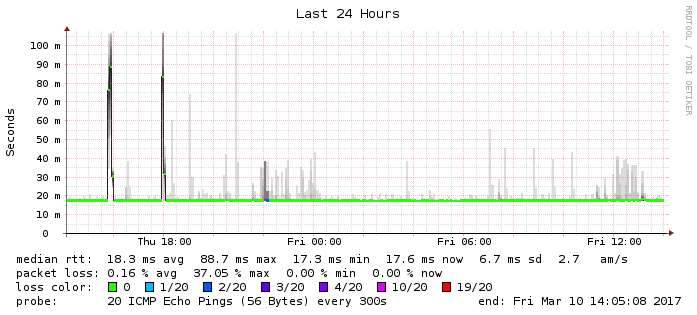 Last 24 Hours
RRDTOOL / TOBI OETIKER
Seconds
100 m
90 m
80 m
70 m
60 m
50 m
40 m
30 m
20 m
10 m
0
Thu 18:00 Fri 00:00 Fri 06:00 Fri 12:00
median rtt: 18.3 ms avg 88.7 ms max 17.3 ms min 17.6 ms now 6.7 ms sd 2.7 am/s
packet loss: 0.16 % avg 37.05 % max 0.00 % min 0.00 % now
loss color: 0 1/20 2/20 3/20 4/20 10/20 19/20
probe: 20 ICMP Echo Pings (56 Bytes) every 300s end: Fri Mar 10 14:05:08 2017